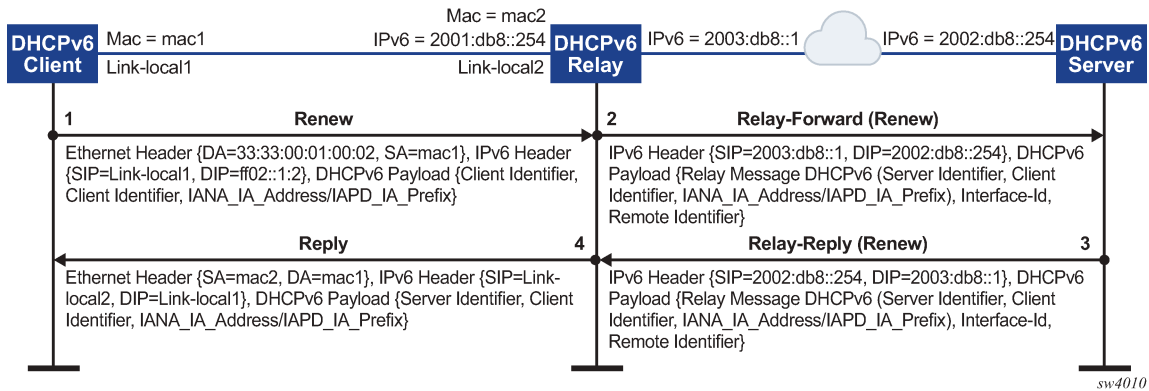 Mac = mac2
DHCPv6
Client
Mac = mac1
IPv6 = 2001:db8::254
DHCPv6
Relay
IPv6 = 2003:db8::1
IPv6 = 2002:db8::254
DHCPv6
Server
Link-local1
Link-local2
1
Renew
2
Relay-Forward (Renew)
Ethernet Header {DA=33:33:00:01:00:02, SA=mac1}, IPv6 Header
{SIP=Link-local1, DIP=ff02::1:2}, DHCPv6 Payload {Client Identifier,
Client Identifier, IANA_IA_Address/IAPD_IA_Prefix}
IPv6 Header {SIP=2003:db8::1, DIP=2002:db8::254}, DHCPv6
Payload {Relay Message DHCPv6 (Server Identifier, Client
Identifier, IANA_IA_Address/IAPD_IA_Prefix), Interface-Id,
Remote Identifier}
Reply
4
Relay-Reply (Renew)
3
Ethernet Header {SA=mac2, DA=mac1}, IPv6 Header {SIP=Link-
local2, DIP=Link-local1}, DHCPv6 Payload {Server Identifier, Client
Identifier, IANA_IA_Address/IAPD_IA_Prefix}
IPv6 Header {SIP=2002:db8::254, DIP=2003:db8::1}, DHCPv6
Payload {Relay Message DHCPv6 (Server Identifier, Client
Identifier, IANA_IA_Address/IAPD_IA_Prefix), Interface-Id,
Remote Identifier}
sw4010